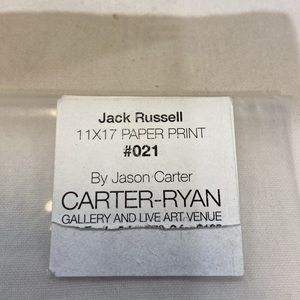 Jack Russell
11X17 PAPER PRINT
#021
By Jason Carter
CARTER-RYAN
GALLERY AND LIVE ART VENUE